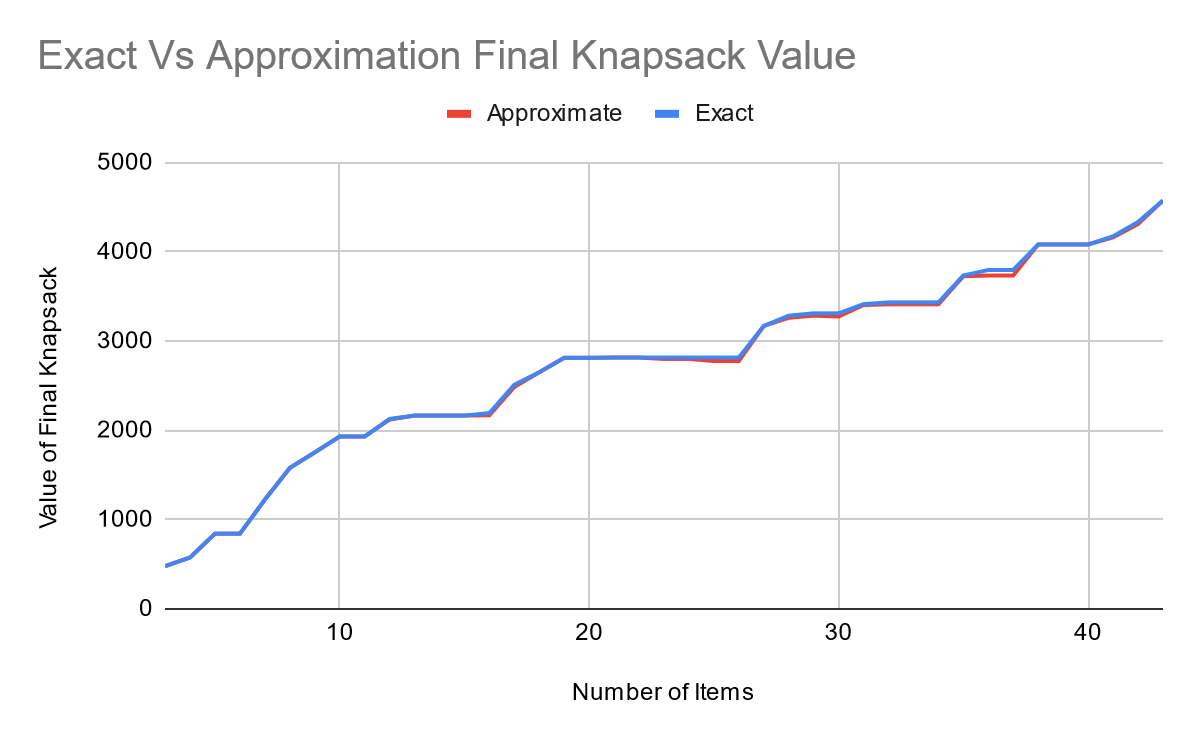 Exact Vs Approximation Final Knapsack Value
Approximate
Exact
5000
4000
3000
2000
1000
0
Value of Final Knapsack
10
20
30
40
Number of Items